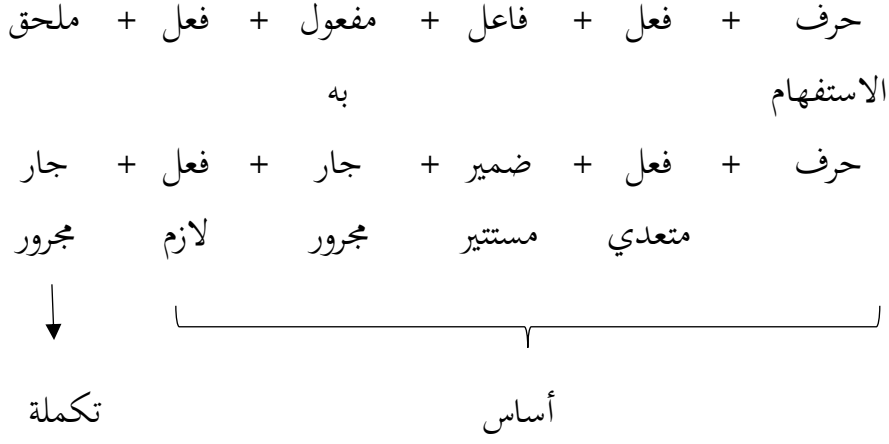 حرف + فعل + فاعل + مفعول + فعل + ملحق
الاستفهام به
حرف + فعل + ضمير + جار + فعل + جار
متعدي مستتير مجرور لازم مجرور
أساس تكملة